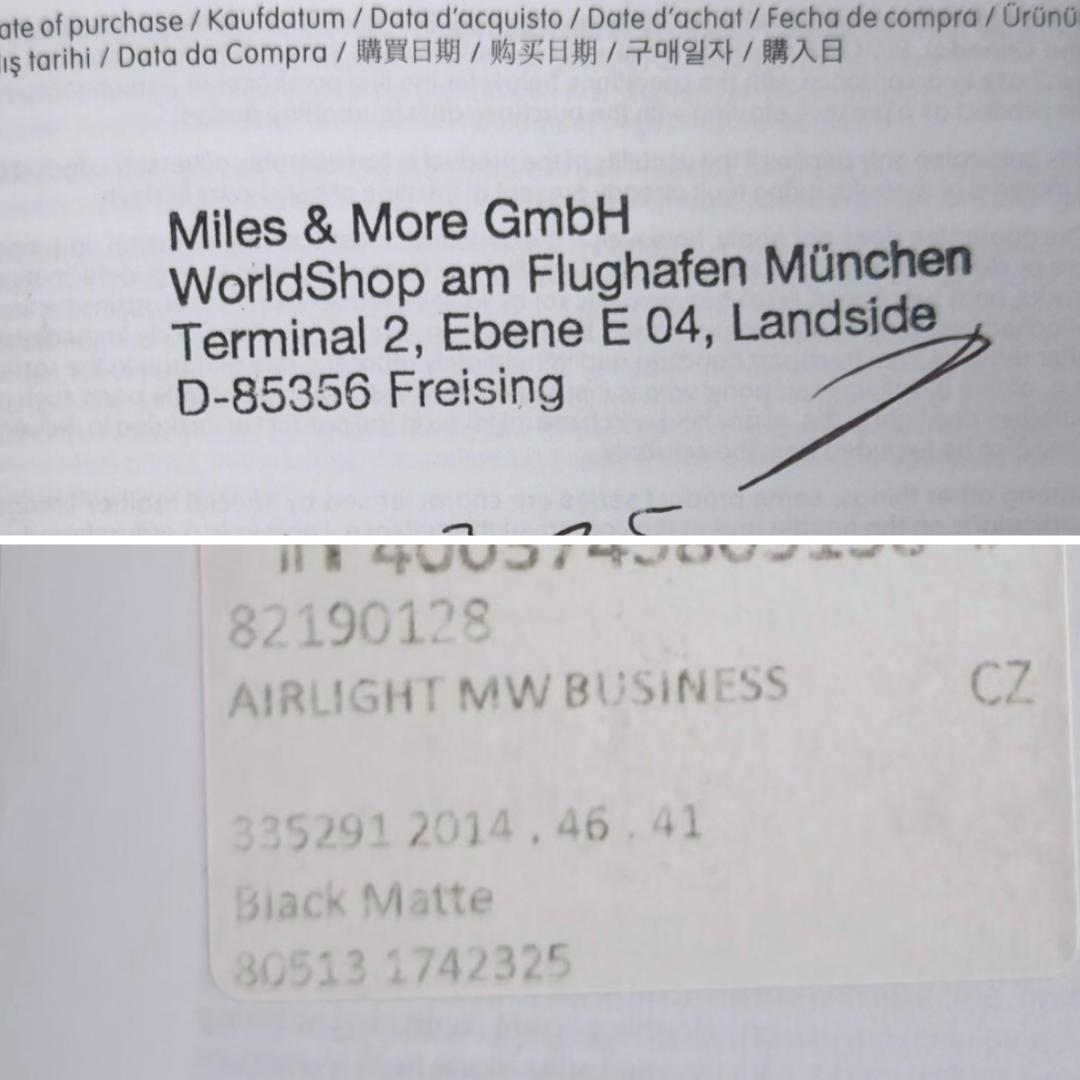 ate of purchase / Kaufdatum / Data d'acquisto / Date d'achat / Fecha de compra / Ürünü
ış tarihi / Data da Compra / 購買日期 / 购买日期 / 구매일자 / 購入日
Miles & More GmbH
WorldShop am Flughafen München
Terminal 2, Ebene E 04, Landside
D-85356 Freising
82190128
AIRLIGHT MW BUSINESS CZ
335291 2014 . 46 . 41
Black Matte
80513 1742325